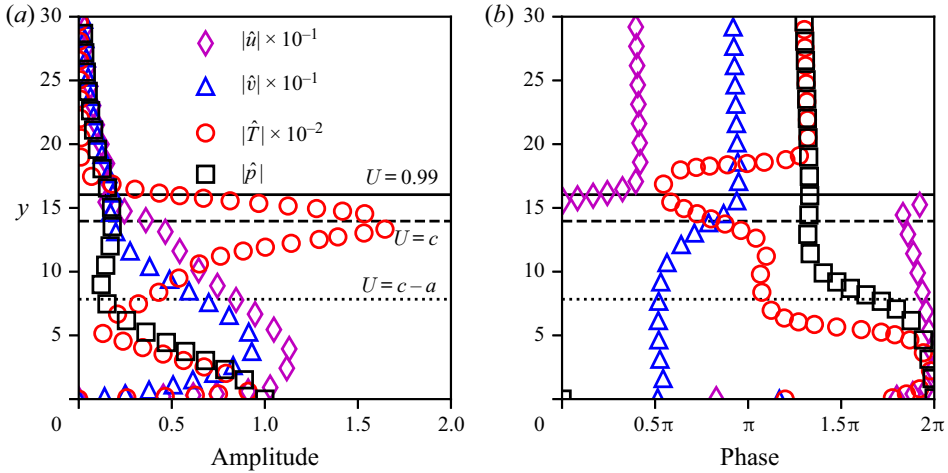 (a)
(b)
30
25
20
15
10
5
0
y
|û| × 10⁻¹
|v̂| × 10⁻¹
|T̂| × 10⁻²
|p̂|
U = 0.99
U = c
U = c – a
0.5 1.0 1.5 2.0
Amplitude
30
25
20
15
10
5
0
0.5π π 1.5π 2π
Phase